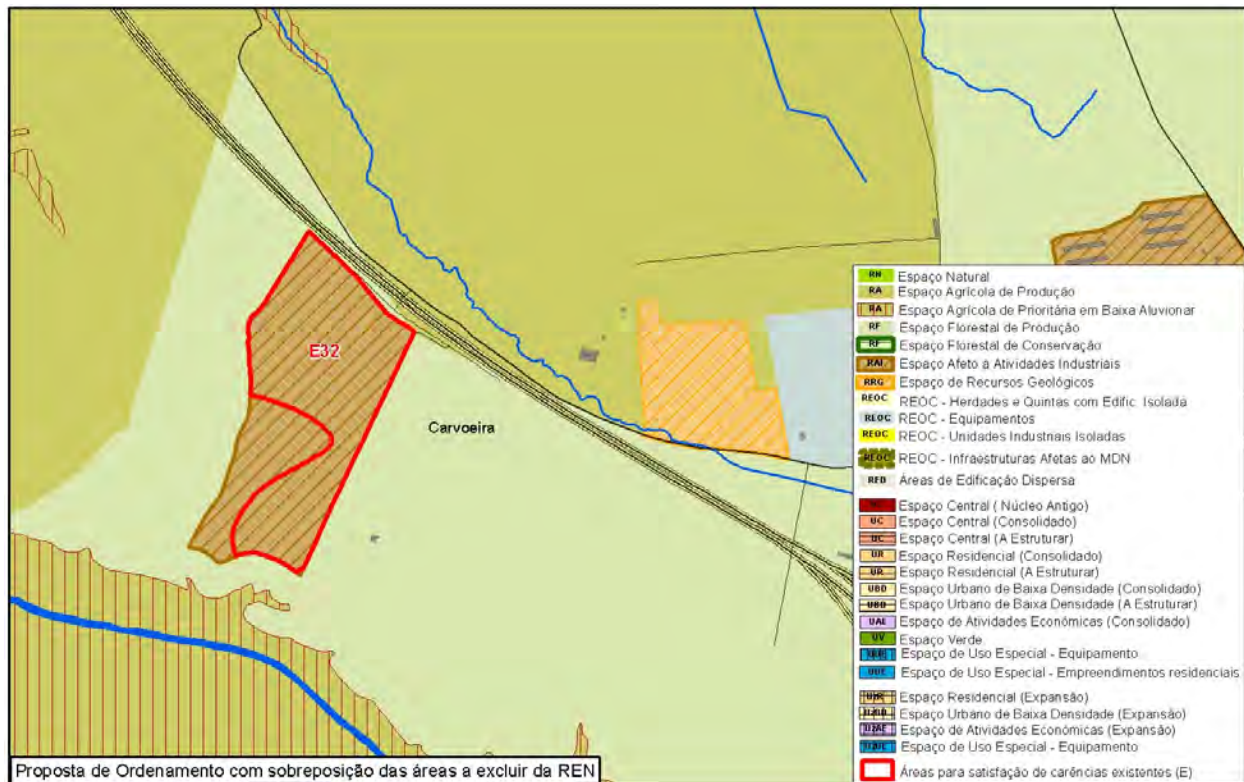 E32
Carvoeira
RN Espaço Natural
RA Espaço Agrícola de Produção
RA Espaço Agrícola de Prioritária em Baixa Aluvionar
RF Espaço Florestal de Produção
RF Espaço Florestal de Conservação
RAI Espaço Afeto a Atividades Industriais
RRG Espaço de Recursos Geológicos
REOC REOC - Herdades e Quintas com Edific. Isolada
REOC REOC - Equipamentos
REOC REOC - Unidades Industriais Isoladas
REOC REOC - Infraestruturas Afetas ao MDN
RED Áreas de Edificação Dispersa
Espaço Central ( Núcleo Antigo)
UC Espaço Central (Consolidado)
UC Espaço Central (A Estruturar)
UR Espaço Residencial (Consolidado)
UR Espaço Residencial (A Estruturar)
UBD Espaço Urbano de Baixa Densidade (Consolidado)
UBD Espaço Urbano de Baixa Densidade (A Estruturar)
UAE Espaço de Atividades Económicas (Consolidado)
UV Espaço Verde
Espaço de Uso Especial - Equipamento
UUE Espaço de Uso Especial - Empreendimentos residenciais
Espaço Residencial (Expansão)
Espaço Urbano de Baixa Densidade (Expansão)
Espaço de Atividades Económicas (Expansão)
Espaço de Uso Especial - Equipamento
Áreas para satisfação de carências existentes (E)
Proposta de Ordenamento com sobreposição das áreas a excluir da REN